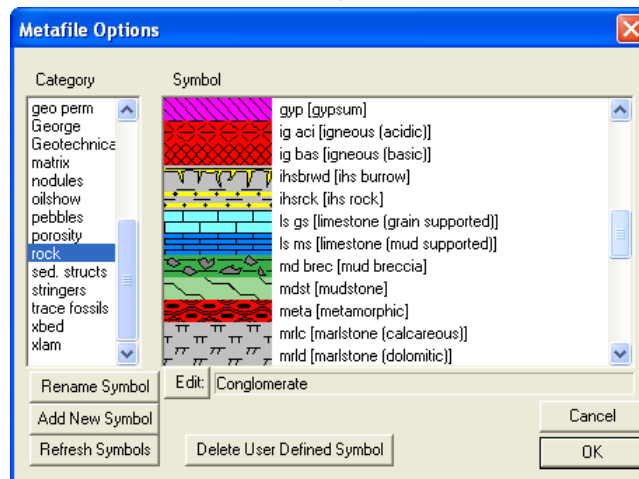 Metafile Options
Category
Symbol
geo perm
George
Geotechnica
matrix
nodules
oilshow
pebbles
porosity
rock
sed. structs
stringers
trace fossils
xbed
xlam
gyp [gypsum]
ig aci [igneous (acidic)]
ig bas [igneous (basic)]
ihsbrwd [ihs burrow]
ihsrck [ihs rock]
ls gs [limestone (grain supported)]
ls ms [limestone (mud supported)]
md brec [mud breccia]
mdst [mudstone]
meta [metamorphic]
mrlc [marlstone (calcareous)]
mrld [marlstone (dolomitic)]
Rename Symbol
Edit: Conglomerate
Add New Symbol
Cancel
Refresh Symbols
Delete User Defined Symbol
OK